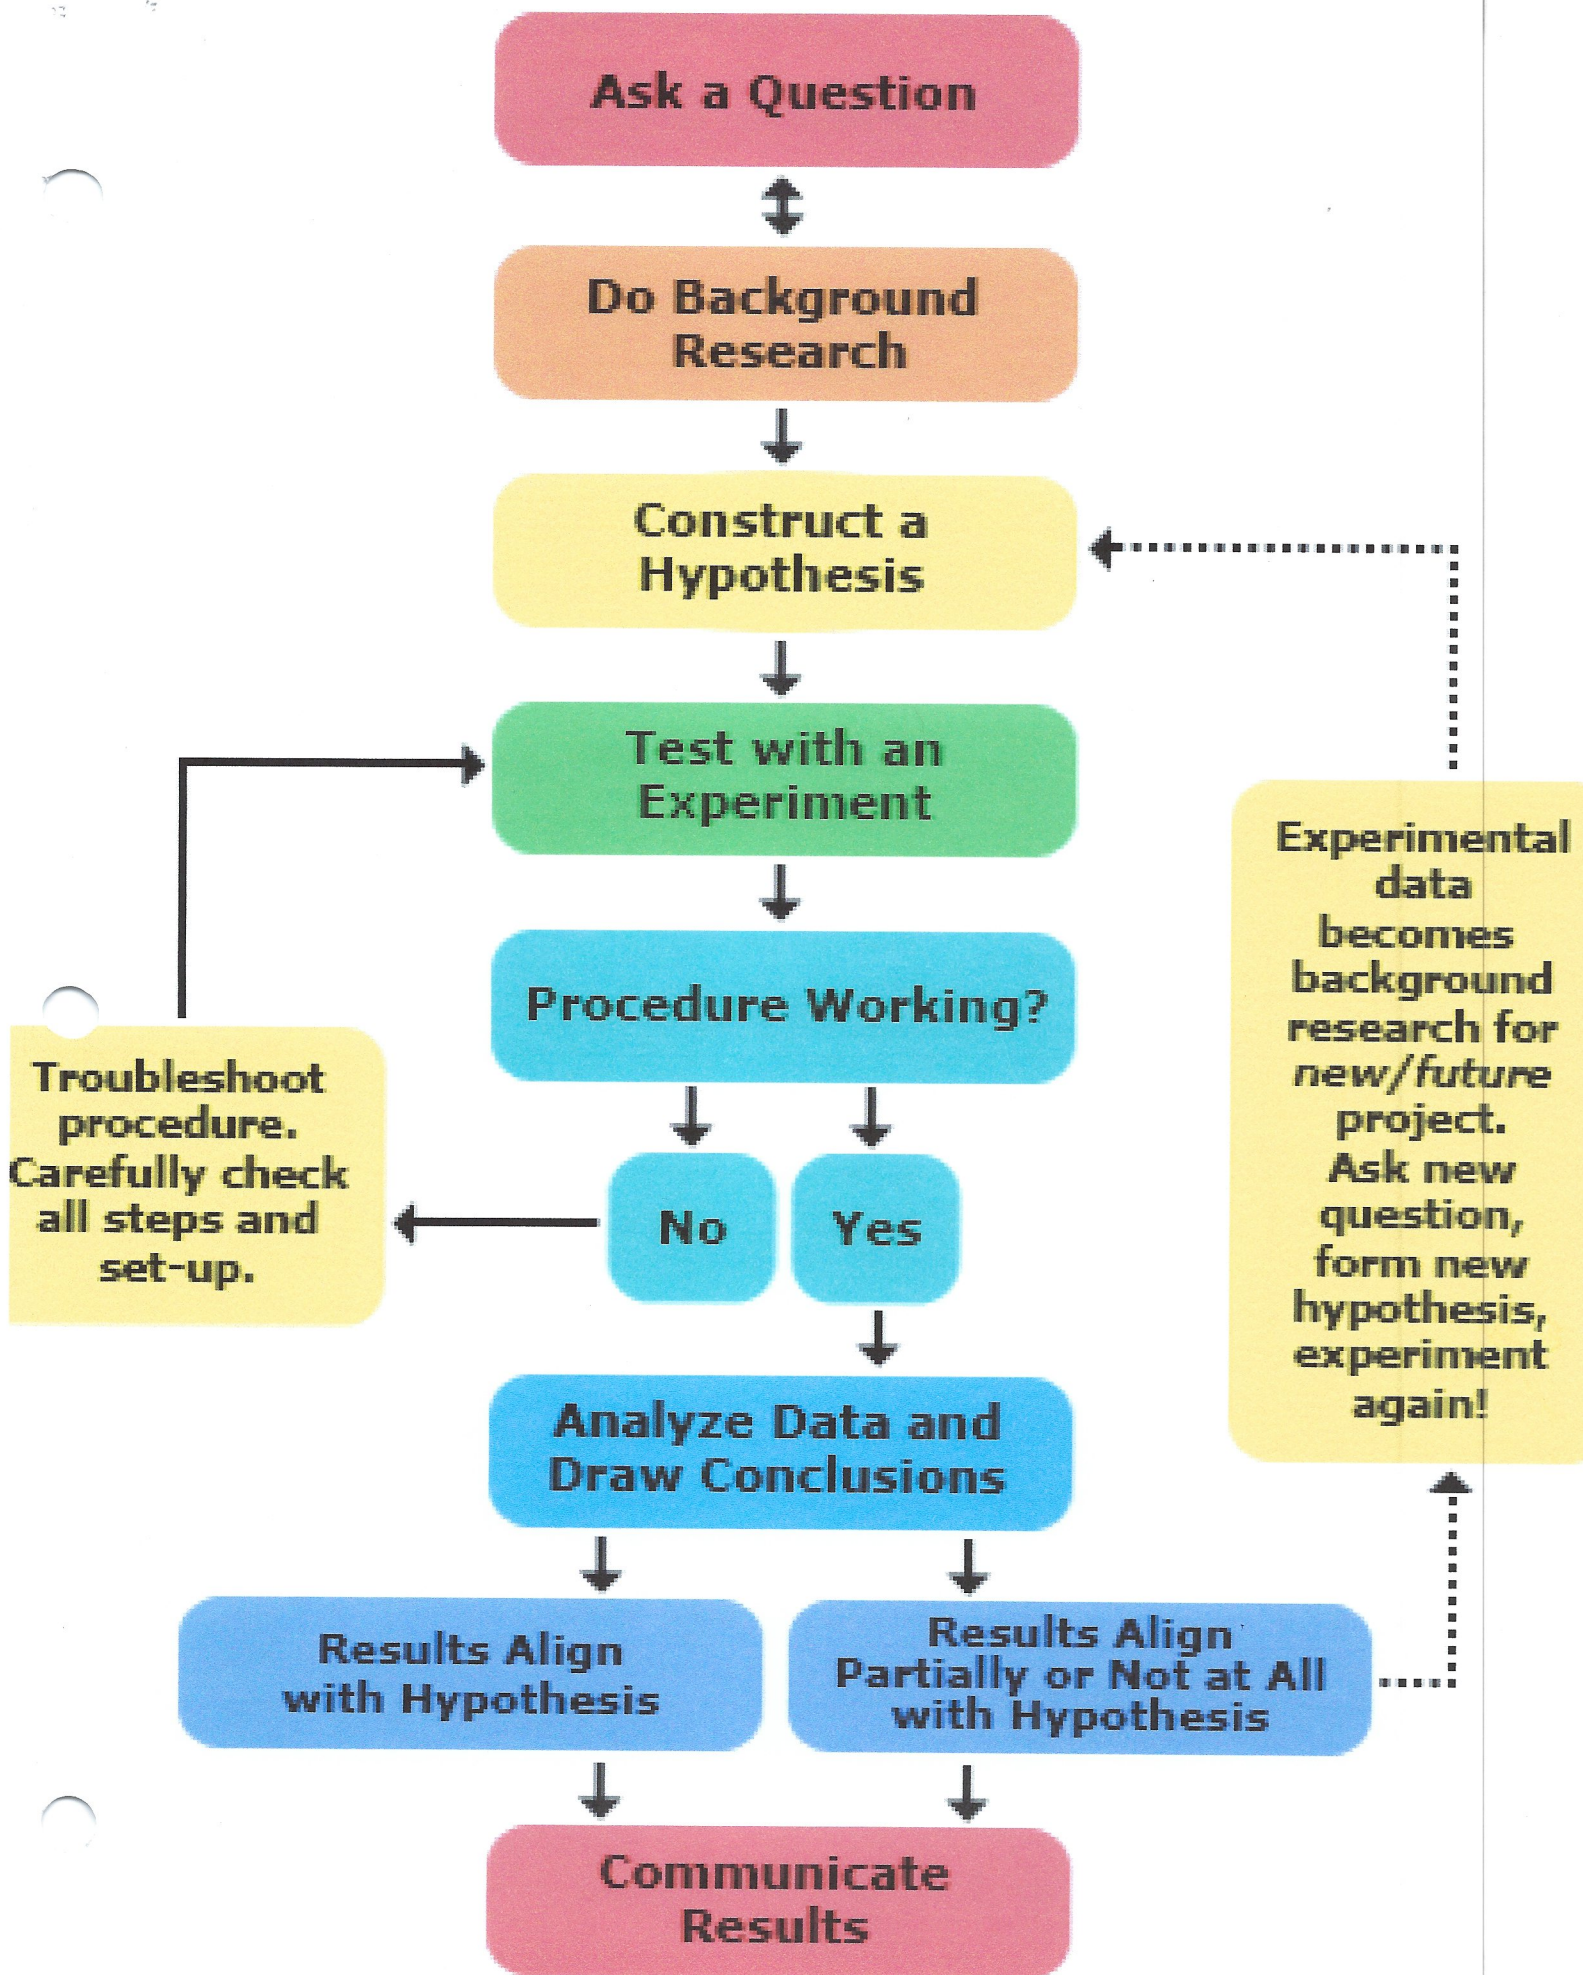 Ask a Question
Do Background
Research
Construct a
Hypothesis
Test with an
Experiment
Procedure Working?
No
Yes
Troubleshoot
procedure.
Carefully check
all steps and
set-up.
Experimental
data
becomes
background
research for
new/future
project.
Ask new
question,
form new
hypothesis,
experiment
again!
Analyze Data and
Draw Conclusions
Results Align
with Hypothesis
Results Align
Partially or Not at All
with Hypothesis
Communicate
Results